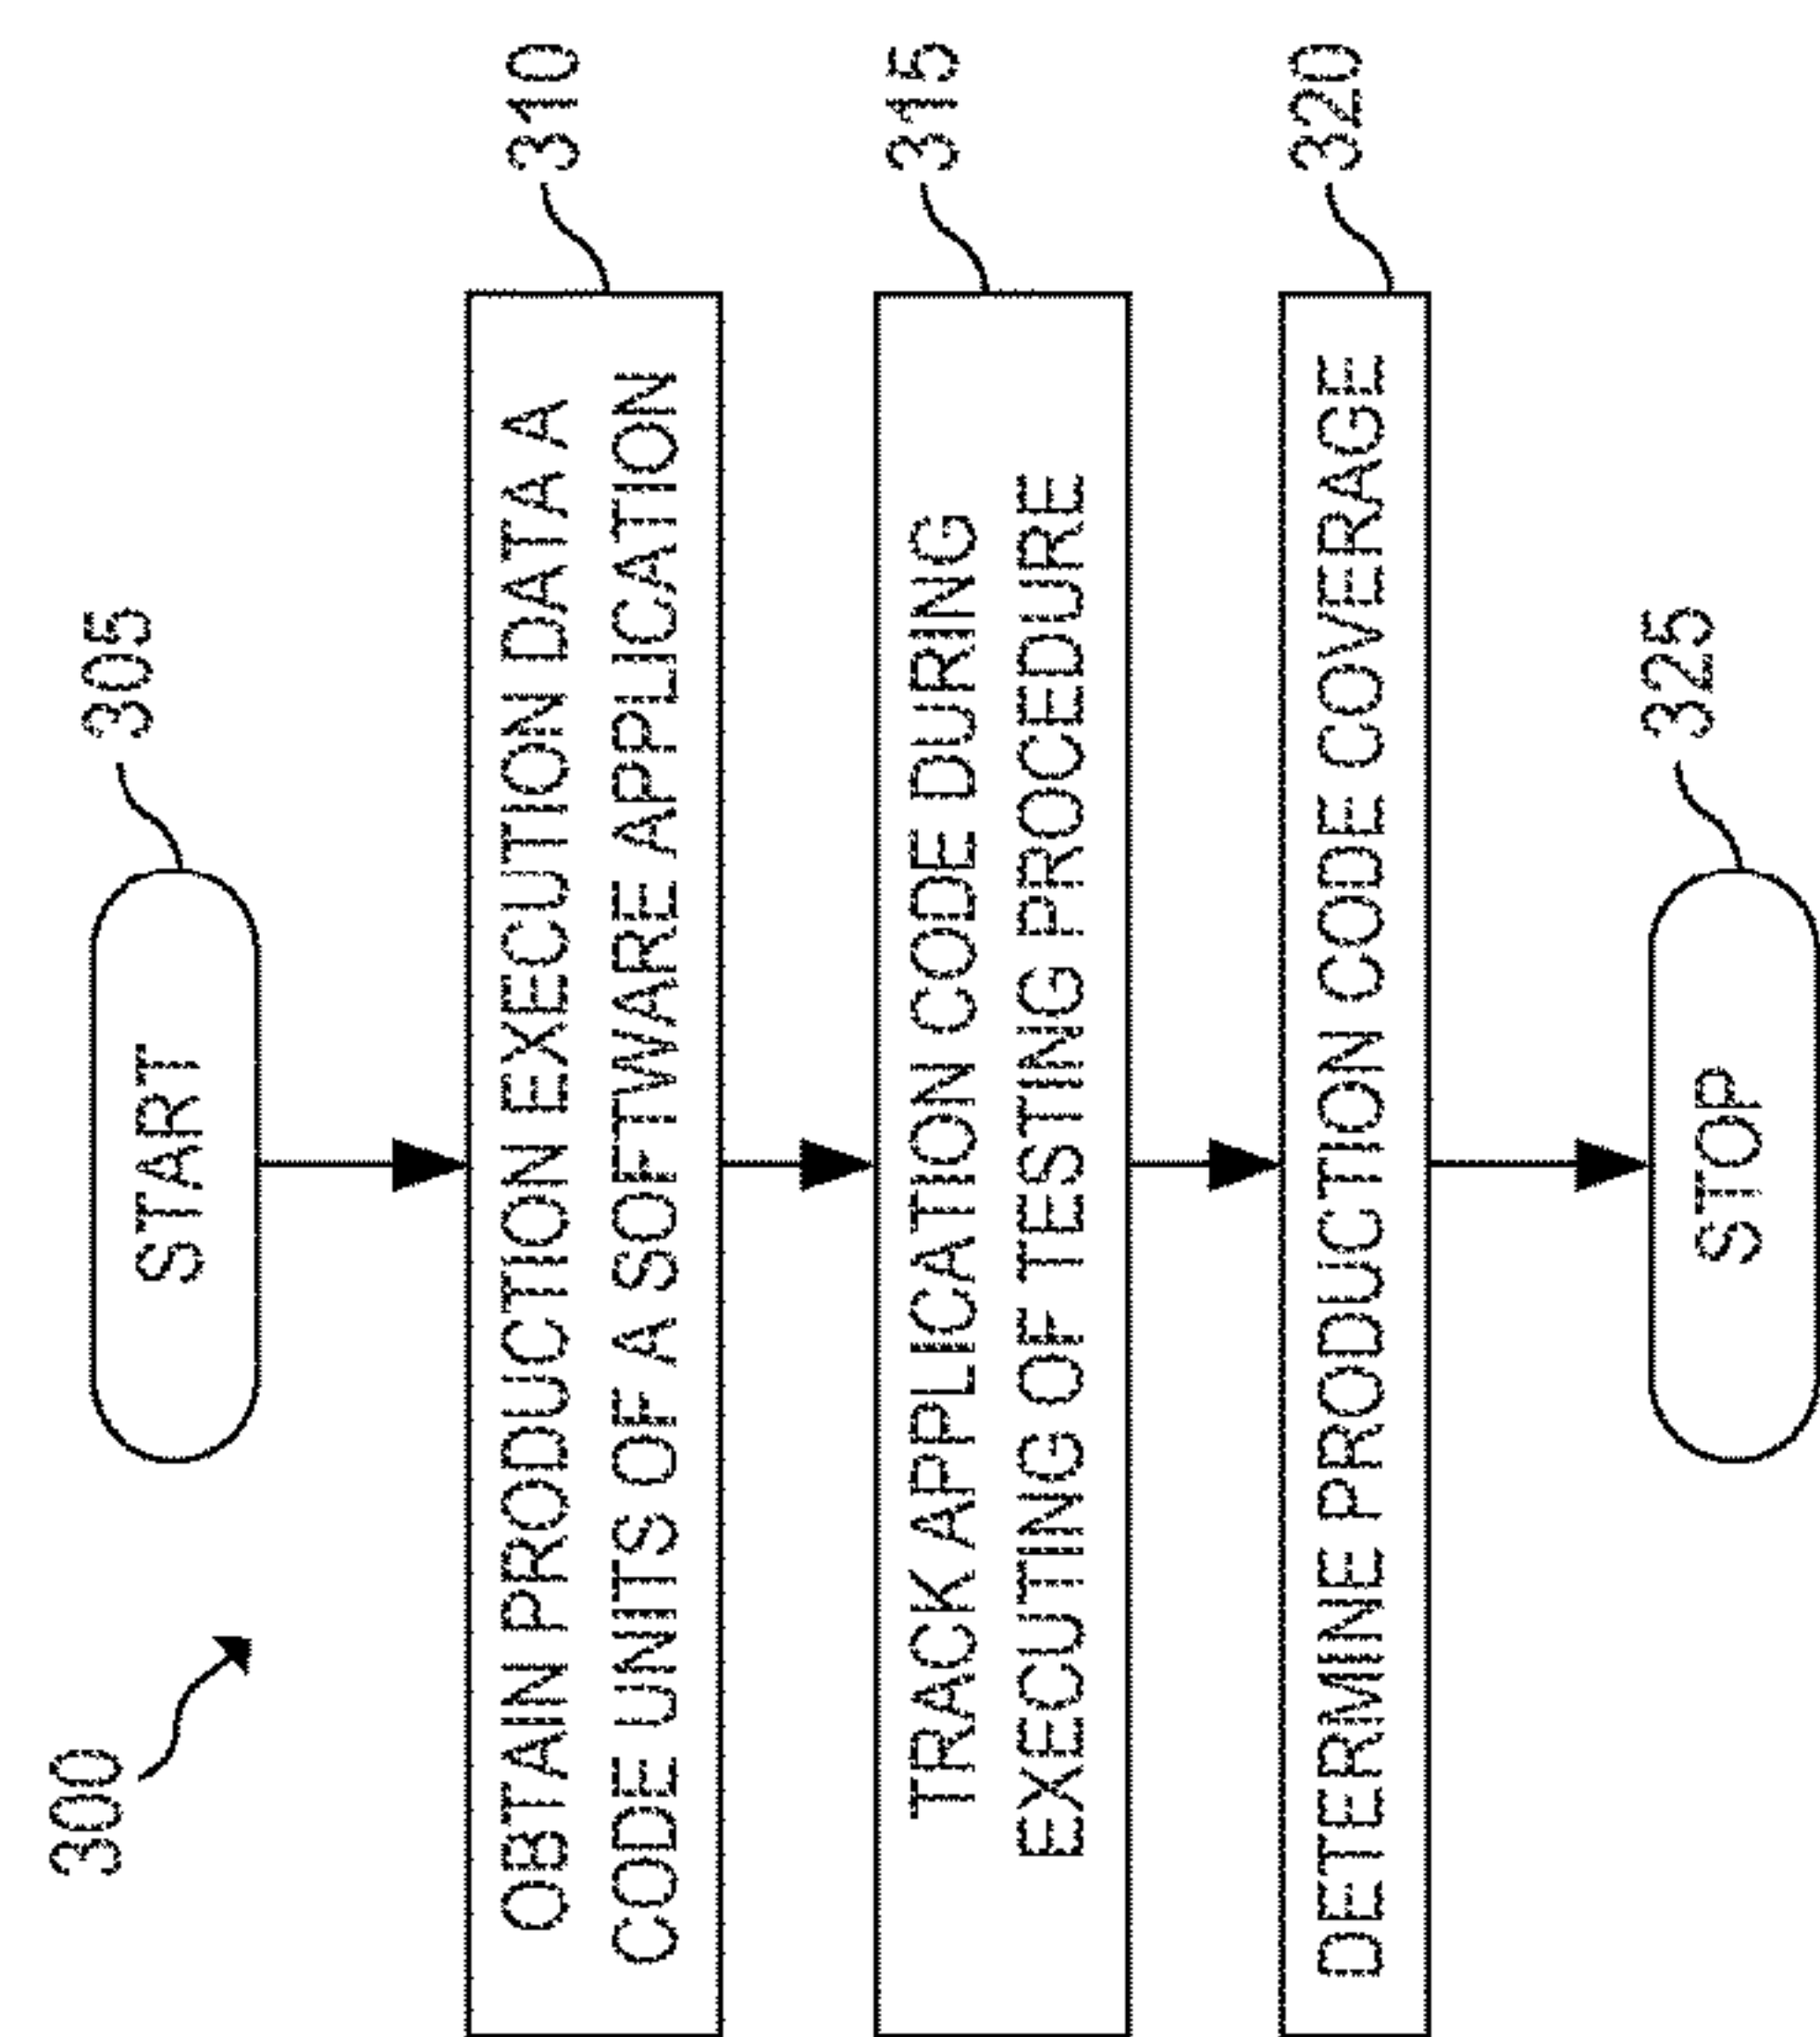 300
START
305
OBTAIN PRODUCTION EXECUTION DATA A
CODE UNITS OF A SOFTWARE APPLICATION
310
TRACK APPLICATION CODE DURING
EXECUTING OF TESTING PROCEDURE
315
DETERMINE PRODUCTION CODE COVERAGE
320
STOP
325